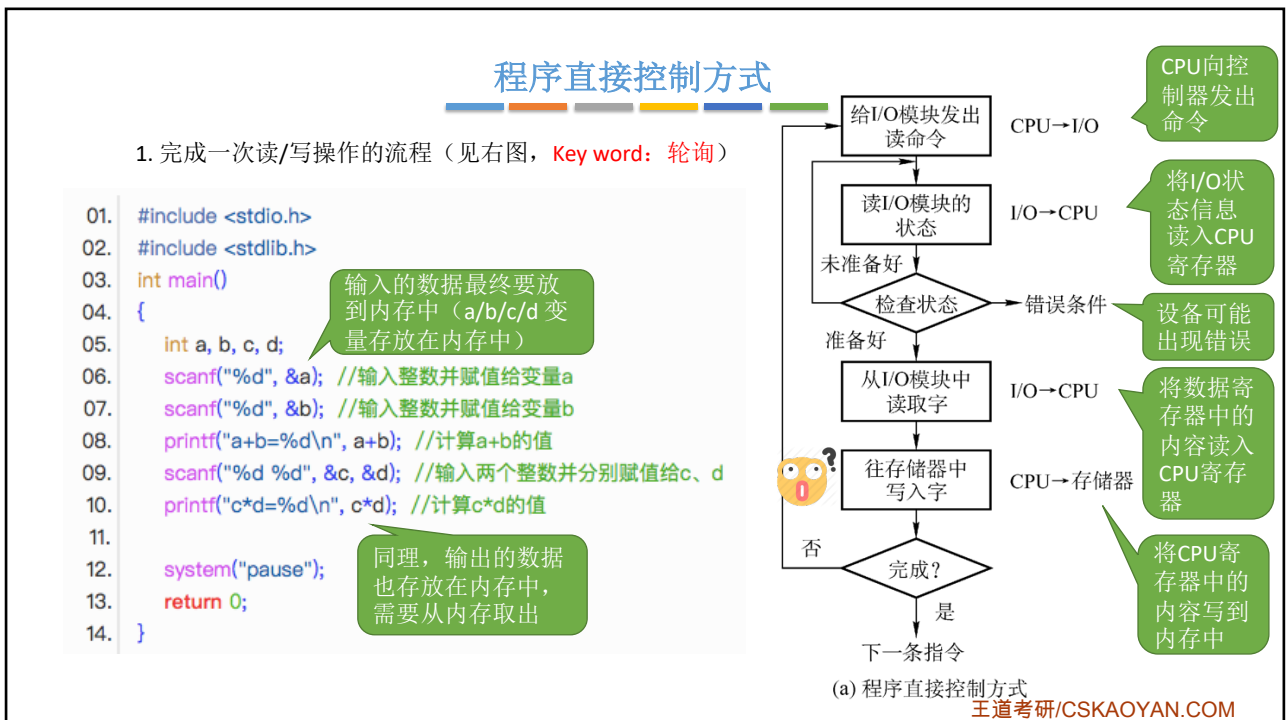 程序直接控制方式
1. 完成一次读/写操作的流程（见右图，Key word：轮询）
01. #include <stdio.h>
02. #include <stdlib.h>
03. int main()
04. {
05. int a, b, c, d;
06. scanf("%d", &a); //输入整数并赋值给变量a
07. scanf("%d", &b); //输入整数并赋值给变量b
08. printf("a+b=%d\n", a+b); //计算a+b的值
09. scanf("%d %d", &c, &d); //输入两个整数并分别赋值给c、d
10. printf("c*d=%d\n", c*d); //计算c*d的值
11.
12. system("pause");
13. return 0;
14. }
输入的数据最终要放
到内存中（a/b/c/d 变
量存放在内存中）
同理，输出的数据
也存放在内存中，
需要从内存取出
给I/O模块发出
读命令
CPU→I/O
CPU向控
制器发出
命令
读I/O模块的
状态
I/O→CPU
将I/O状
态信息
读入CPU
寄存器
未准备好
检查状态
错误条件
设备可能
出现错误
准备好
从I/O模块中
读取字
I/O→CPU
将数据寄
存器中的
内容读入
CPU寄存
器
往存储器中
写入字
CPU→存储器
将CPU寄
存器中的
内容写到
内存中
?
否
完成？
是
下一条指令
(a) 程序直接控制方式
王道考研/CSKAOYAN.COM